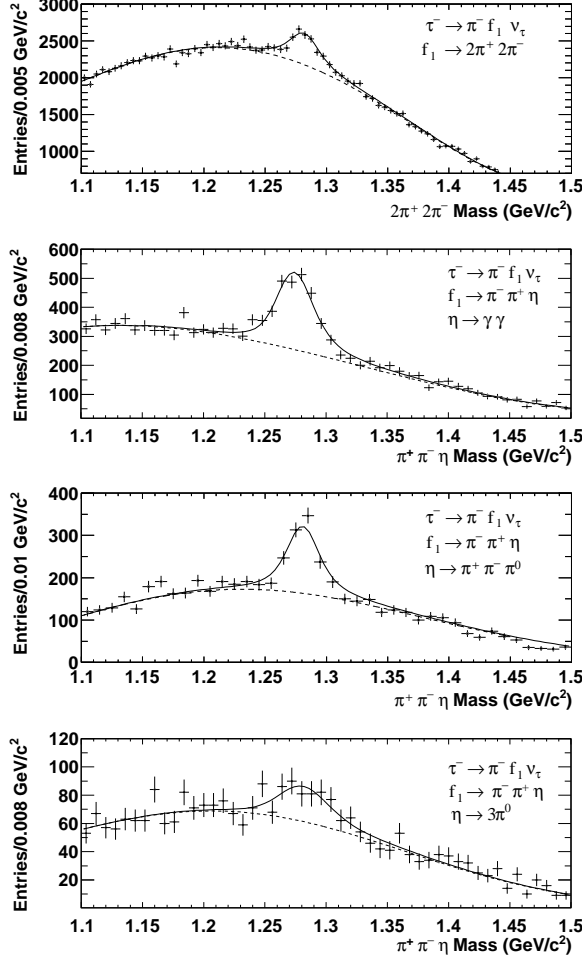 Entries/0.005 GeV/c²
3000
2500
2000
1500
1000
τ⁻ → π⁻ f₁ ν_τ
f₁ → 2π⁺ 2π⁻
1.1 1.15 1.2 1.25 1.3 1.35 1.4 1.45 1.5
2π⁺ 2π⁻ Mass (GeV/c²)
Entries/0.008 GeV/c²
600
500
400
300
200
100
τ⁻ → π⁻ f₁ ν_τ
f₁ → π⁻ π⁺ η
η → γ γ
1.1 1.15 1.2 1.25 1.3 1.35 1.4 1.45 1.5
π⁺ π⁻ η Mass (GeV/c²)
Entries/0.01 GeV/c²
400
300
200
100
0
τ⁻ → π⁻ f₁ ν_τ
f₁ → π⁻ π⁺ η
η → π⁺ π⁻ π⁰
1.1 1.15 1.2 1.25 1.3 1.35 1.4 1.45 1.5
π⁺ π⁻ η Mass (GeV/c²)
Entries/0.008 GeV/c²
120
100
80
60
40
20
τ⁻ → π⁻ f₁ ν_τ
f₁ → π⁻ π⁺ η
η → 3π⁰
1.1 1.15 1.2 1.25 1.3 1.35 1.4 1.45 1.5
π⁺ π⁻ η Mass (GeV/c²)